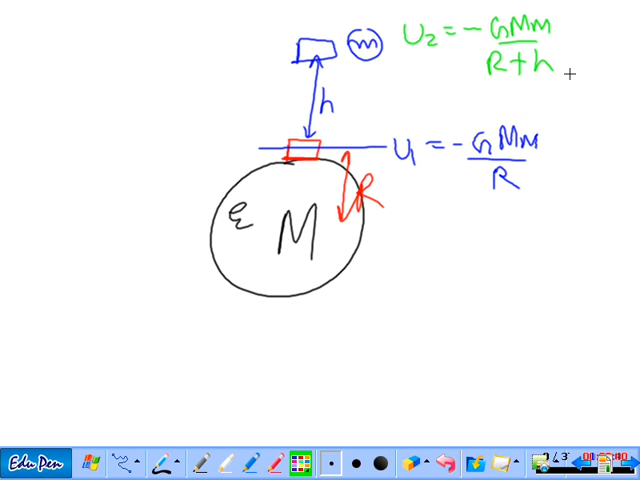 m
U₂ = - GMm
R + h
h
U₁ = - GMm
R
R
ε M
Edu Pen